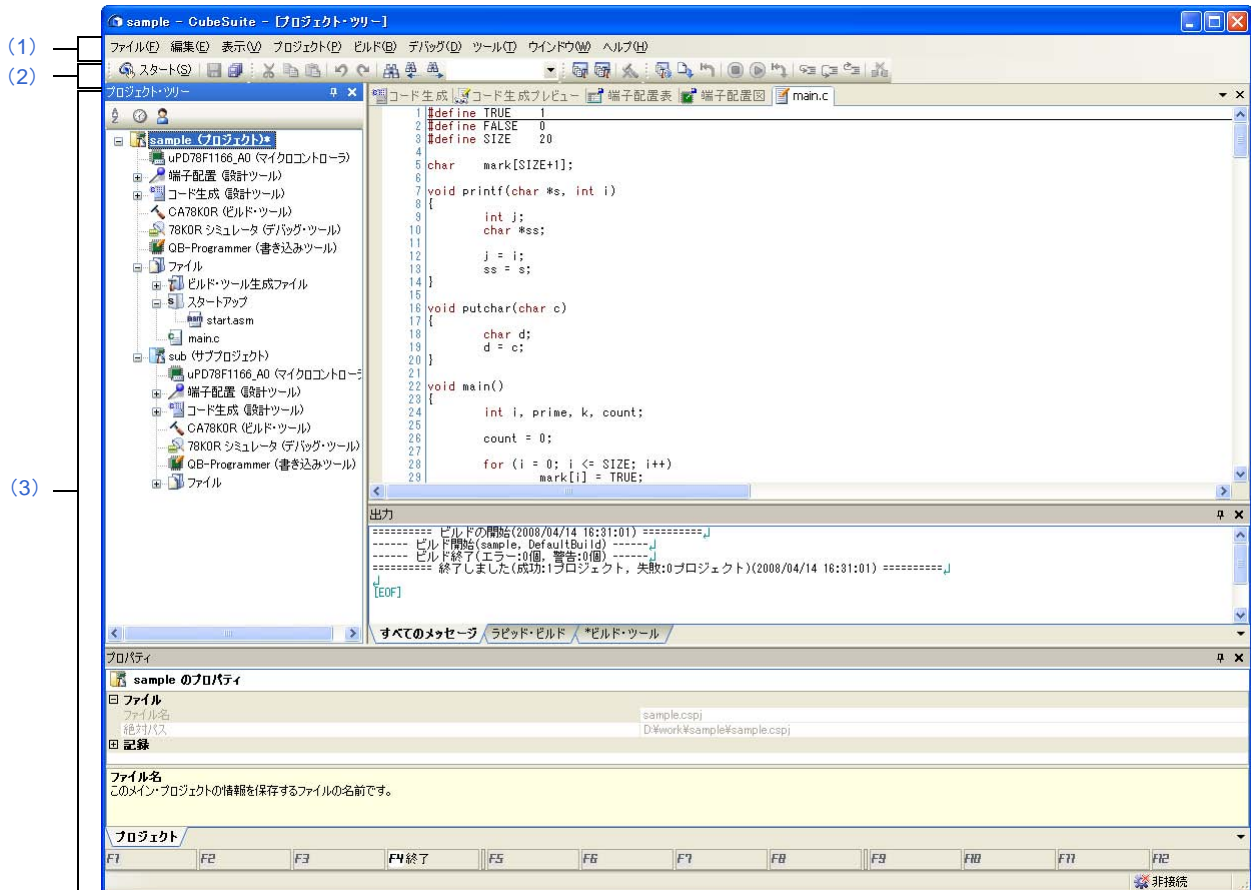 sample - CubeSuite - [プロジェクト・ツリー]
(1)
ファイル(F) 編集(E) 表示(V) プロジェクト(P) ビルド(B) デバッグ(D) ツール(T) ウインドウ(W) ヘルプ(H)
(2)
スタート(S)
プロジェクト・ツリー
sample (プロジェクト)*
uPD78F1166_A0 (マイクロコントローラ)
端子配置 (設計ツール)
コード生成 (設計ツール)
CA78K0R (ビルド・ツール)
78K0R シミュレータ (デバッグ・ツール)
QB-Programmer (書き込みツール)
ファイル
ビルド・ツール生成ファイル
スタートアップ
start.asm
main.c
sub (サブプロジェクト)
uPD78F1166_A0 (マイクロコントローラ
端子配置 (設計ツール)
コード生成 (設計ツール)
CA78K0R (ビルド・ツール)
78K0R シミュレータ (デバッグ・ツール)
QB-Programmer (書き込みツール)
ファイル
(3)
コード生成 コード生成プレビュー 端子配置表 端子配置図 main.c
1 #define TRUE 1
2 #define FALSE 0
3 #define SIZE 20
4
5 char mark[SIZE+1];
6
7 void printf(char *s, int i)
8 {
9 int j;
10 char *ss;
11
12 j = i;
13 ss = s;
14 }
15
16 void putchar(char c)
17 {
18 char d;
19 d = c;
20 }
21
22 void main()
23 {
24 int i, prime, k, count;
25
26 count = 0;
27
28 for (i = 0; i <= SIZE; i++)
29 mark[i] = TRUE;
出力
========== ビルドの開始(2008/04/14 16:31:01) ==========↲
------ ビルド開始(sample, DefaultBuild) ------↲
------ ビルド終了(エラー:0個, 警告:0個) ------↲
========== 終了しました(成功:1プロジェクト, 失敗:0プロジェクト)(2008/04/14 16:31:01) ==========↲
↲
[EOF]
すべてのメッセージ ラピッド・ビルド *ビルド・ツール
プロパティ
sample のプロパティ
ファイル
ファイル名 sample.cspj
絶対パス D:¥work¥sample¥sample.cspj
記録
ファイル名
このメイン・プロジェクトの情報を保存するファイルの名前です。
プロジェクト
F1 F2 F3 F4 終了 F5 F6 F7 F8 F9 F10 F11 F12
非接続